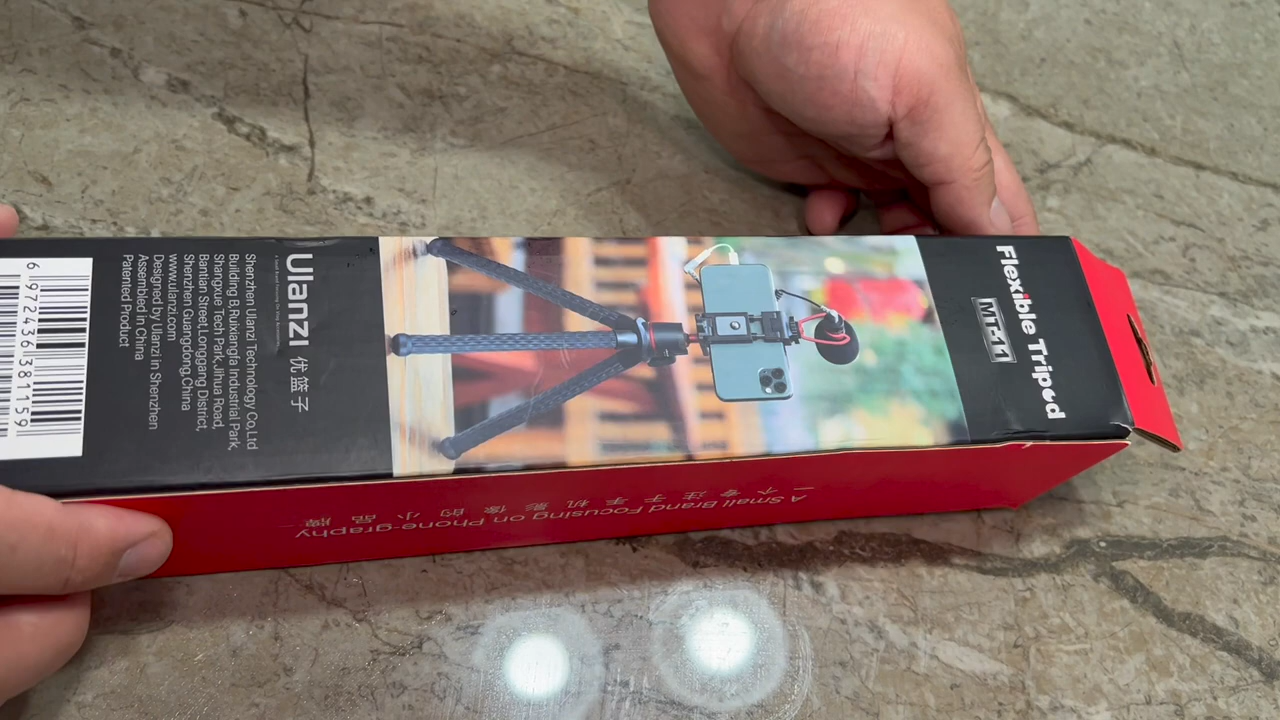 Flexible Tripod
MT-11
Ulanzi 优篮子
Shenzhen Ulanzi Technology Co,Ltd
Building Ruixiangta Industrial Park,
Shangxue Tech Park,Jihua Road,
Bantian Street,Longgang District,
Shenzhen Guangdong,China
www.ulanzi.com
Designed by Ulanzi in Shenzhen
Assembled in China
Patented Product
6 972436 381159
A Small Brand Focusing on Phone-graphy
一个专注于手机影像的小品牌